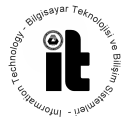 Information Technology - Bilgisayar Teknolojisi ve Bilişim Sistemleri -
it